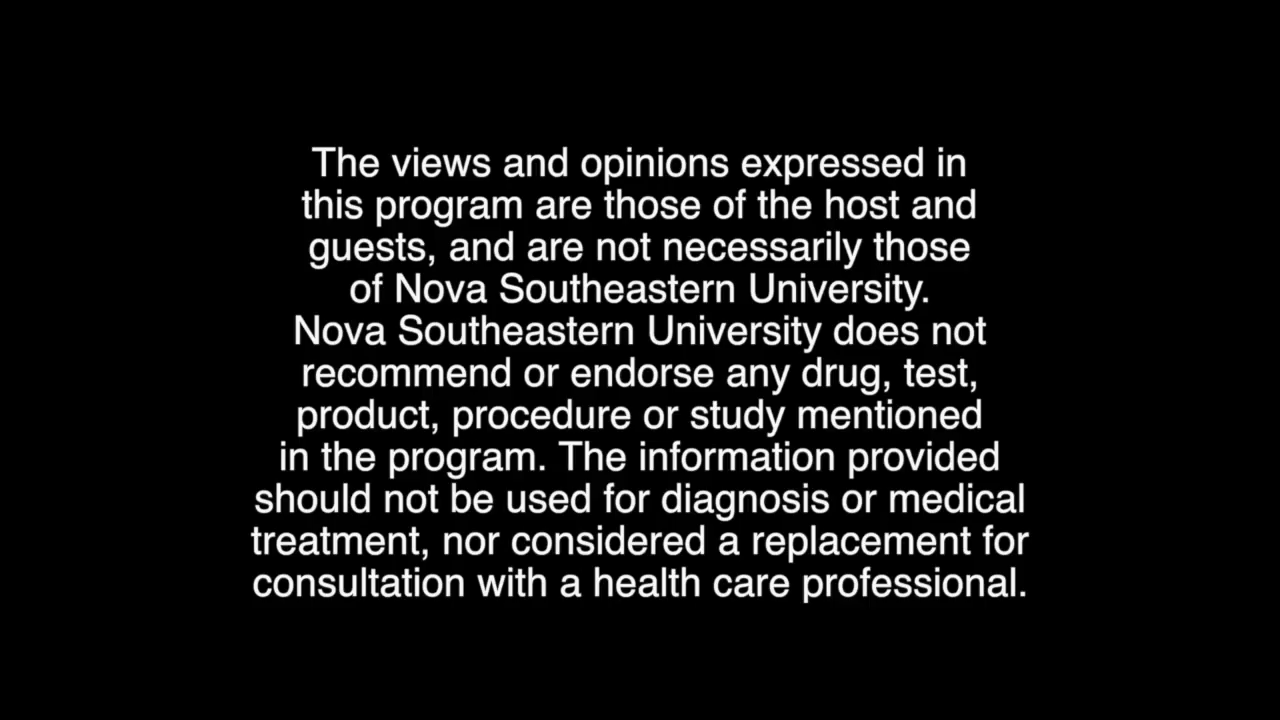 The views and opinions expressed in
this program are those of the host and
guests, and are not necessarily those
of Nova Southeastern University.
Nova Southeastern University does not
recommend or endorse any drug, test,
product, procedure or study mentioned
in the program. The information provided
should not be used for diagnosis or medical
treatment, nor considered a replacement for
consultation with a health care professional.